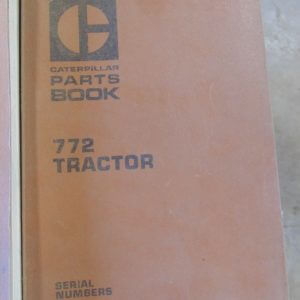 CATERPILLAR
PARTS
BOOK
772
TRACTOR
SERIAL
NUMBERS